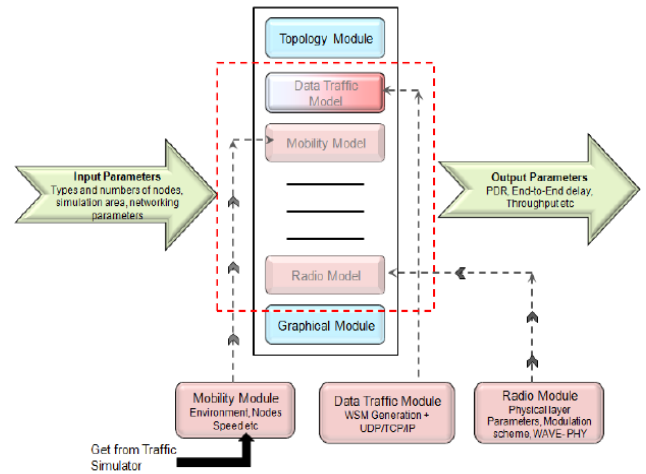 Topology Module
Data Traffic
Model
Mobility Model
Input Parameters
Types and numbers of nodes,
simulation area, networking
parameters
Output Parameters
PDR, End-to-End delay,
Throughput etc
Radio Model
Graphical Module
Mobility Module
Environment, Nodes
Speed etc
Data Traffic Module
WSM Generation +
UDP/TCP/IP
Radio Module
Physical layer
Parameters, Modulation
scheme, WAVE- PHY
Get from Traffic
Simulator